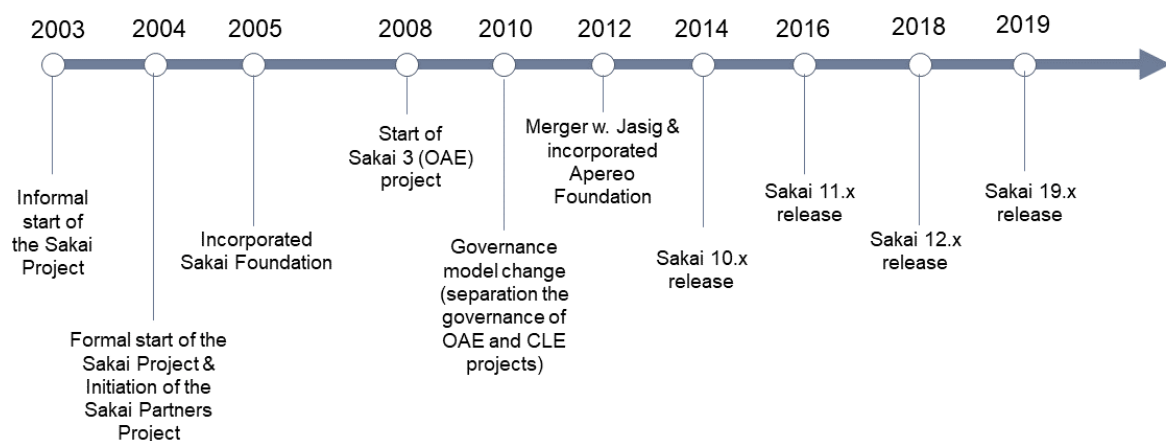 2003
2004
2005
2008
2010
2012
2014
2016
2018
2019
Informal
start of
the Sakai
Project
Formal start of the
Sakai Project &
Initiation of the
Sakai Partners
Project
Incorporated
Sakai Foundation
Start of
Sakai 3 (OAE)
project
Governance
model change
(separation the
governance of
OAE and CLE
projects)
Merger w. Jasig &
incorporated
Apereo
Foundation
Sakai 10.x
release
Sakai 11.x
release
Sakai 12.x
release
Sakai 19.x
release